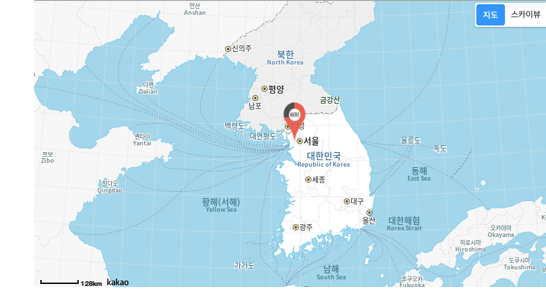 안산
Anshan
지도
스카이뷰
신의주
북한
North Korea
다롄
Dalian
평양
남포
금강산
백령도
대연평도
옌타이
Yantai
서울
울릉도
독도
쯔보
Zibo
대한민국
Republic of Korea
동해
East Sea
칭다오
Qingdao
세종
황해(서해)
Yellow Sea
대구
울산
대한해협
Korea Strait
광주
오카야마
Okayama
히로시마
Hiroshima
가거도
남해
South Sea
도쿠시마
Tokushima
후쿠오카
Fukuoka
128km
kakao